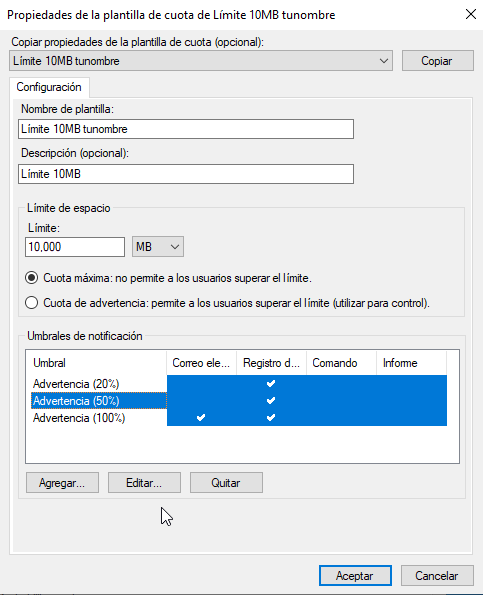 Propiedades de la plantilla de cuota de Límite 10MB tunombre
Copiar propiedades de la plantilla de cuota (opcional):
Límite 10MB tunombre
Copiar
Configuración
Nombre de plantilla:
Límite 10MB tunombre
Descripción (opcional):
Límite 10MB
Límite de espacio
Límite:
10,000 MB
Cuota máxima: no permite a los usuarios superar el límite.
Cuota de advertencia: permite a los usuarios superar el límite (utilizar para control).
Umbrales de notificación
Umbral Correo ele... Registro d... Comando Informe
Advertencia (20%)
Advertencia (50%)
Advertencia (100%)
Agregar... Editar... Quitar
Aceptar Cancelar